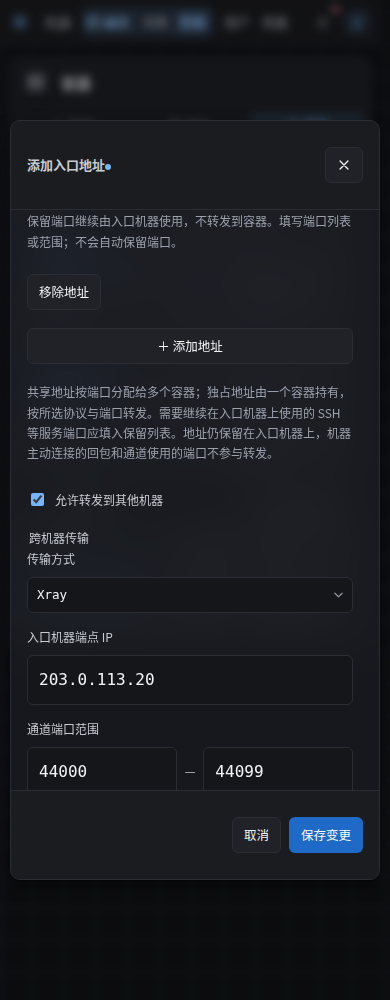 添加入口地址
保留端口继续由入口机器使用，不转发到容器。填写端口列表
或范围；不会自动保留端口。
移除地址
＋ 添加地址
共享地址按端口分配给多个容器；独占地址由一个容器持有，
按所选协议与端口转发。需要继续在入口机器上使用的 SSH
等服务端口应填入保留列表。地址仍保留在入口机器上，机器
主动连接的回包和通道使用的端口不参与转发。
允许转发到其他机器
跨机器传输
传输方式
Xray
入口机器端点 IP
203.0.113.20
通道端口范围
44000 — 44099
取消 保存变更